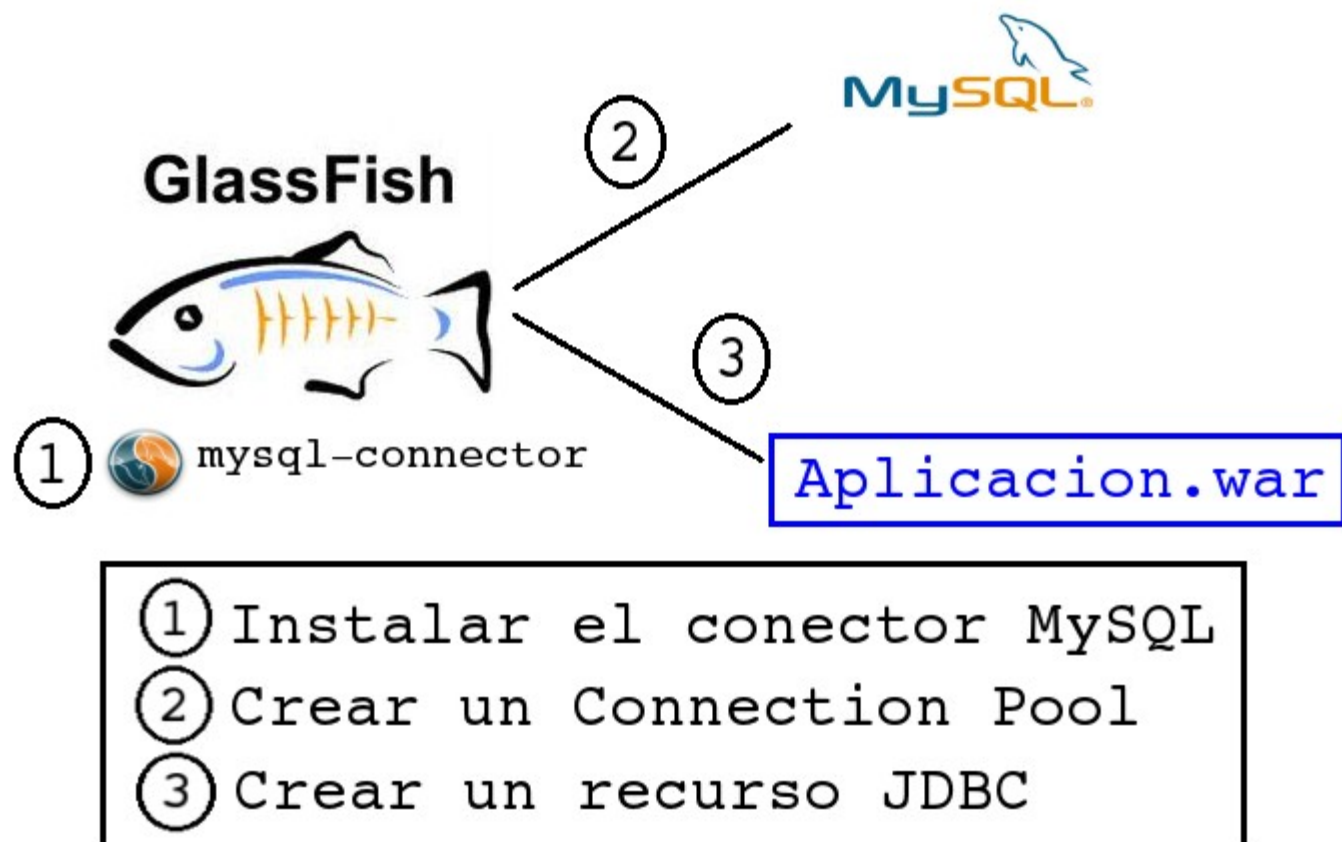 MySQL®
2
GlassFish
3
1 mysql-connector
Aplicacion.war
1 Instalar el conector MySQL
2 Crear un Connection Pool
3 Crear un recurso JDBC